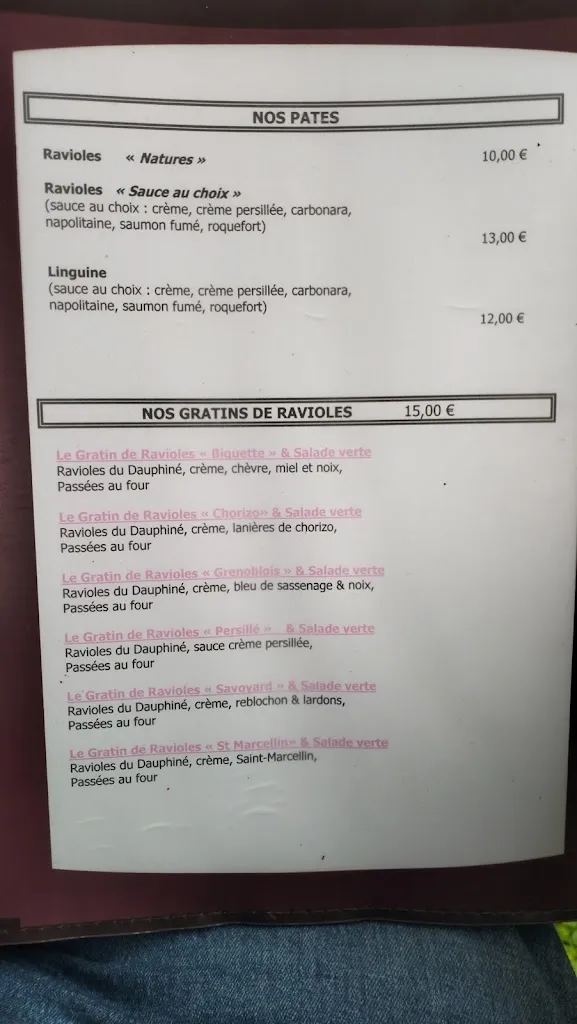 NOS PATES
Ravioles « Natures » 10,00 €
Ravioles « Sauce au choix »
(sauce au choix : crème, crème persillée, carbonara,
napolitaine, saumon fumé, roquefort)
13,00 €
Linguine
(sauce au choix : crème, crème persillée, carbonara,
napolitaine, saumon fumé, roquefort)
12,00 €
NOS GRATINS DE RAVIOLES 15,00 €
Le Gratin de Ravioles « Biquette » & Salade verte
Ravioles du Dauphiné, crème, chèvre, miel et noix,
Passées au four
Le Gratin de Ravioles « Chorizo» & Salade verte
Ravioles du Dauphiné, crème, lanières de chorizo,
Passées au four
Le Gratin de Ravioles « Grenoblois » & Salade verte
Ravioles du Dauphiné, crème, bleu de sassenage & noix,
Passées au four
Le Gratin de Ravioles « Persillé » & Salade verte
Ravioles du Dauphiné, sauce crème persillée,
Passées au four
Le Gratin de Ravioles « Savoyard » & Salade verte
Ravioles du Dauphiné, crème, reblochon & lardons,
Passées au four
Le Gratin de Ravioles « St Marcellin» & Salade verte
Ravioles du Dauphiné, crème, Saint-Marcellin,
Passées au four